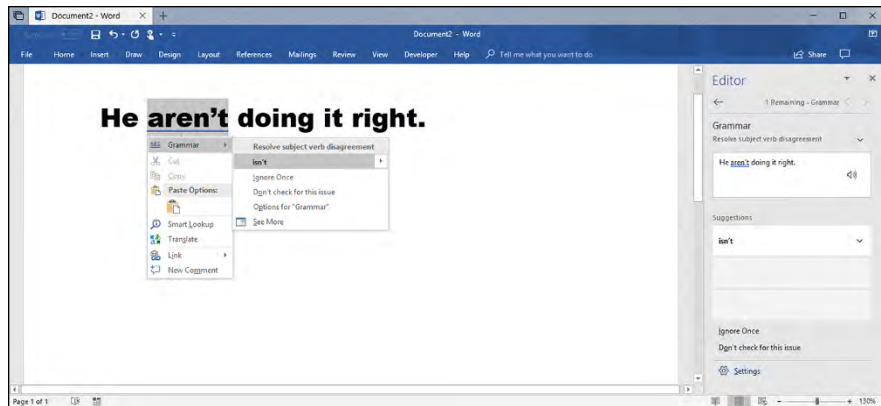 Document2 - Word
Document2 - Word
File Home Insert Draw Design Layout References Mailings Review View Developer Help Tell me what you want to do Share
He aren't doing it right.
Grammar
Cut
Copy
Paste Options:
Smart Lookup
Translate
Link
New Comment
Resolve subject verb disagreement
isn't
Ignore Once
Don't check for this issue
Options for "Grammar"
See More
Editor
1 Remaining - Grammar
Grammar
Resolve subject verb disagreement
He aren't doing it right.
Suggestions
isn't
Ignore Once
Don't check for this issue
Settings
Page 1 of 1 130%